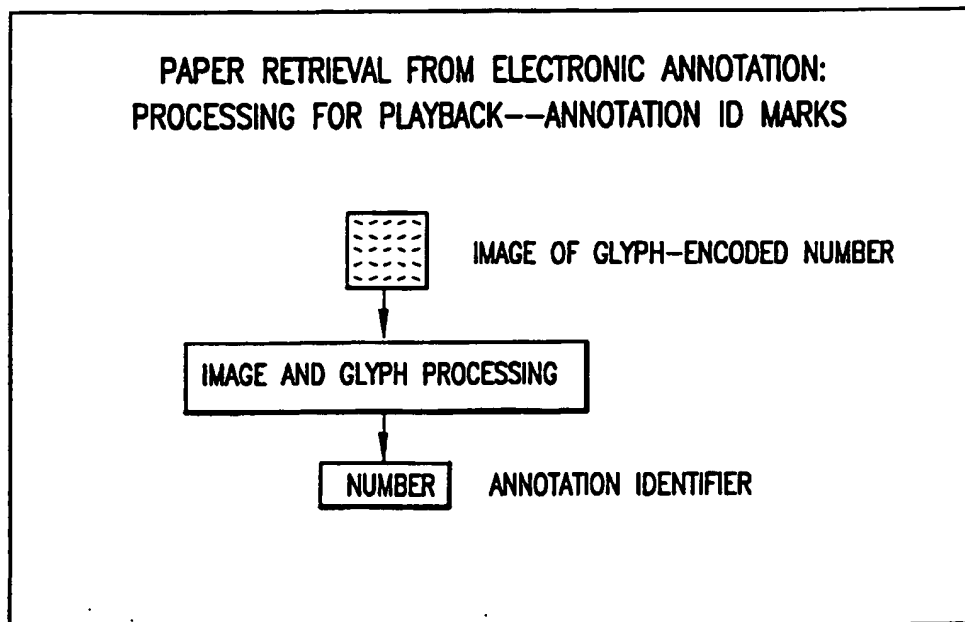 PAPER RETRIEVAL FROM ELECTRONIC ANNOTATION:
PROCESSING FOR PLAYBACK--ANNOTATION ID MARKS
IMAGE OF GLYPH-ENCODED NUMBER
IMAGE AND GLYPH PROCESSING
NUMBER ANNOTATION IDENTIFIER